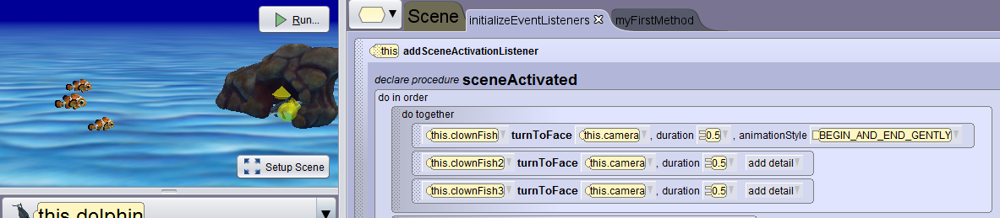 Run...
Scene initializeEventListeners myFirstMethod
this addSceneActivationListener
declare procedure sceneActivated
do in order
do together
this.clownFish turnToFace this.camera , duration 0.5 , animationStyle BEGIN_AND_END_GENTLY
this.clownFish2 turnToFace this.camera , duration 0.5 add detail
this.clownFish3 turnToFace this.camera , duration 0.5 add detail
Setup Scene
this.dolphin